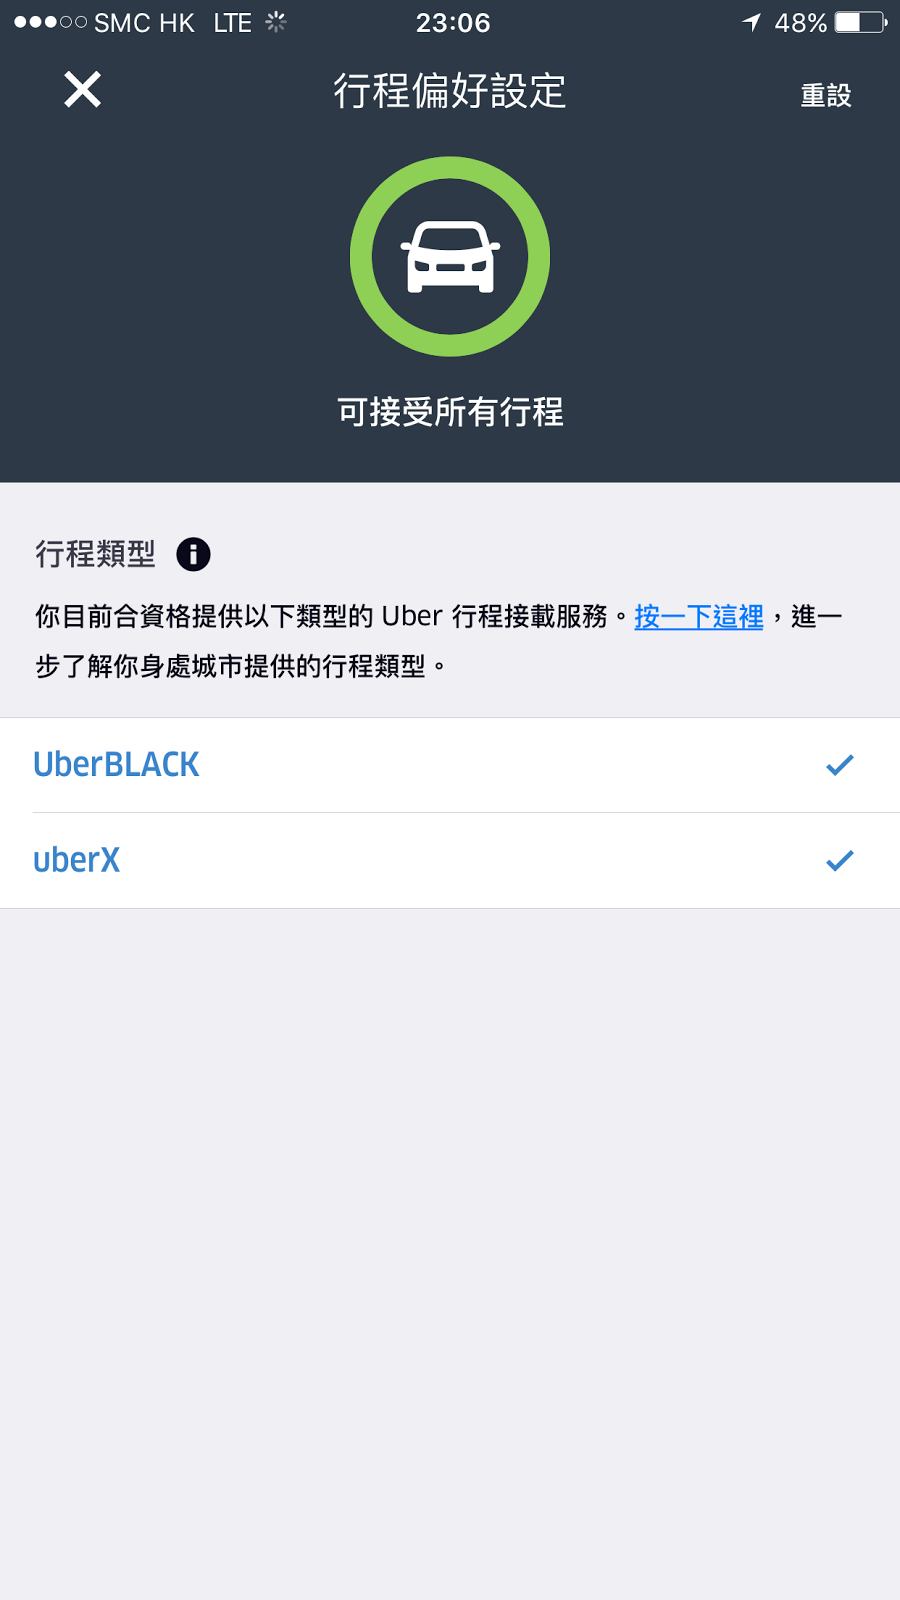 SMC HK LTE 23:06 48%
行程偏好設定
重設
可接受所有行程
行程類型
你目前合資格提供以下類型的 Uber 行程接載服務。按一下這裡，進一
步了解你身處城市提供的行程類型。
UberBLACK
uberX